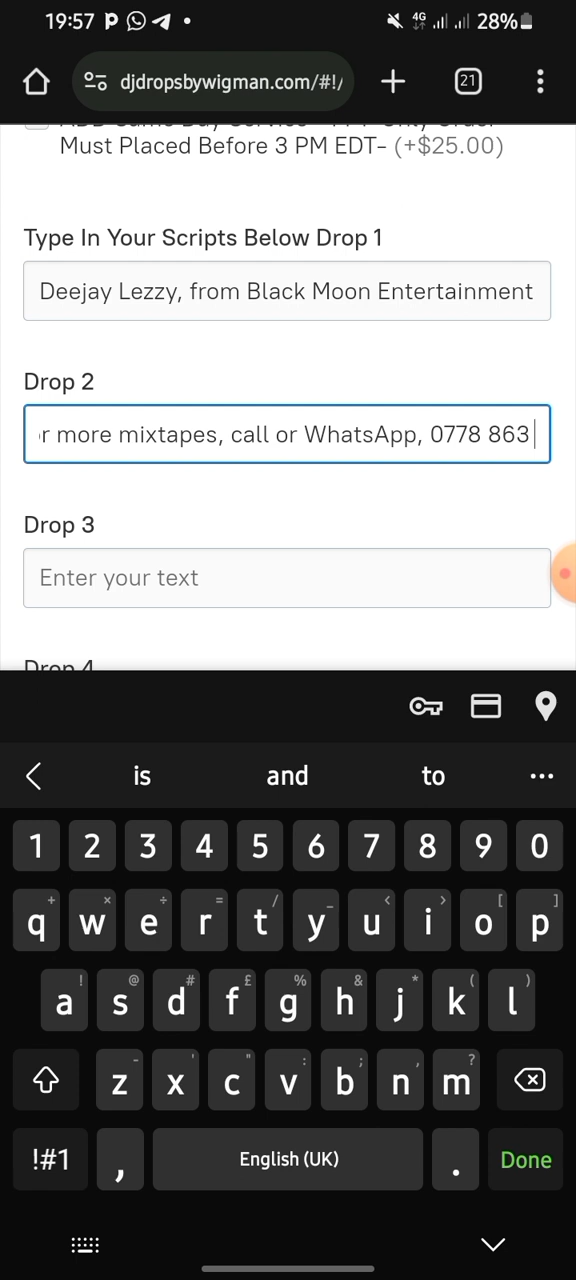 19:57 4G 28%
djdropsbywigman.com/#!/ 21
Must Placed Before 3 PM EDT- (+$25.00)
Type In Your Scripts Below Drop 1
Deejay Lezzy, from Black Moon Entertainment
Drop 2
r more mixtapes, call or WhatsApp, 0778 863
Drop 3
Enter your text
Drop 4
is and to ...
1 2 3 4 5 6 7 8 9 0
+ × ÷ = / _ < > [ ]
q w e r t y u i o p
! @ # £ % & * ( )
a s d f g h j k l
- ' " : ; , ?
z x c v b n m
!#1 , English (UK) . Done